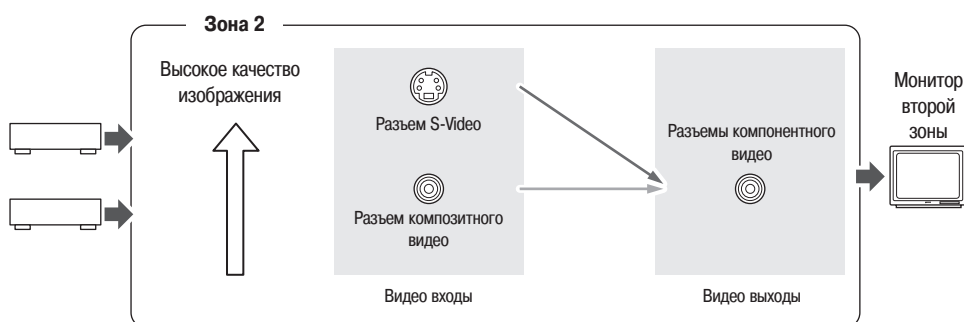 Зона 2
Высокое качество
изображения
Разъем S-Video
Разъем композитного
видео
Видео входы
Разъемы компонентного
видео
Видео выходы
Монитор
второй
зоны